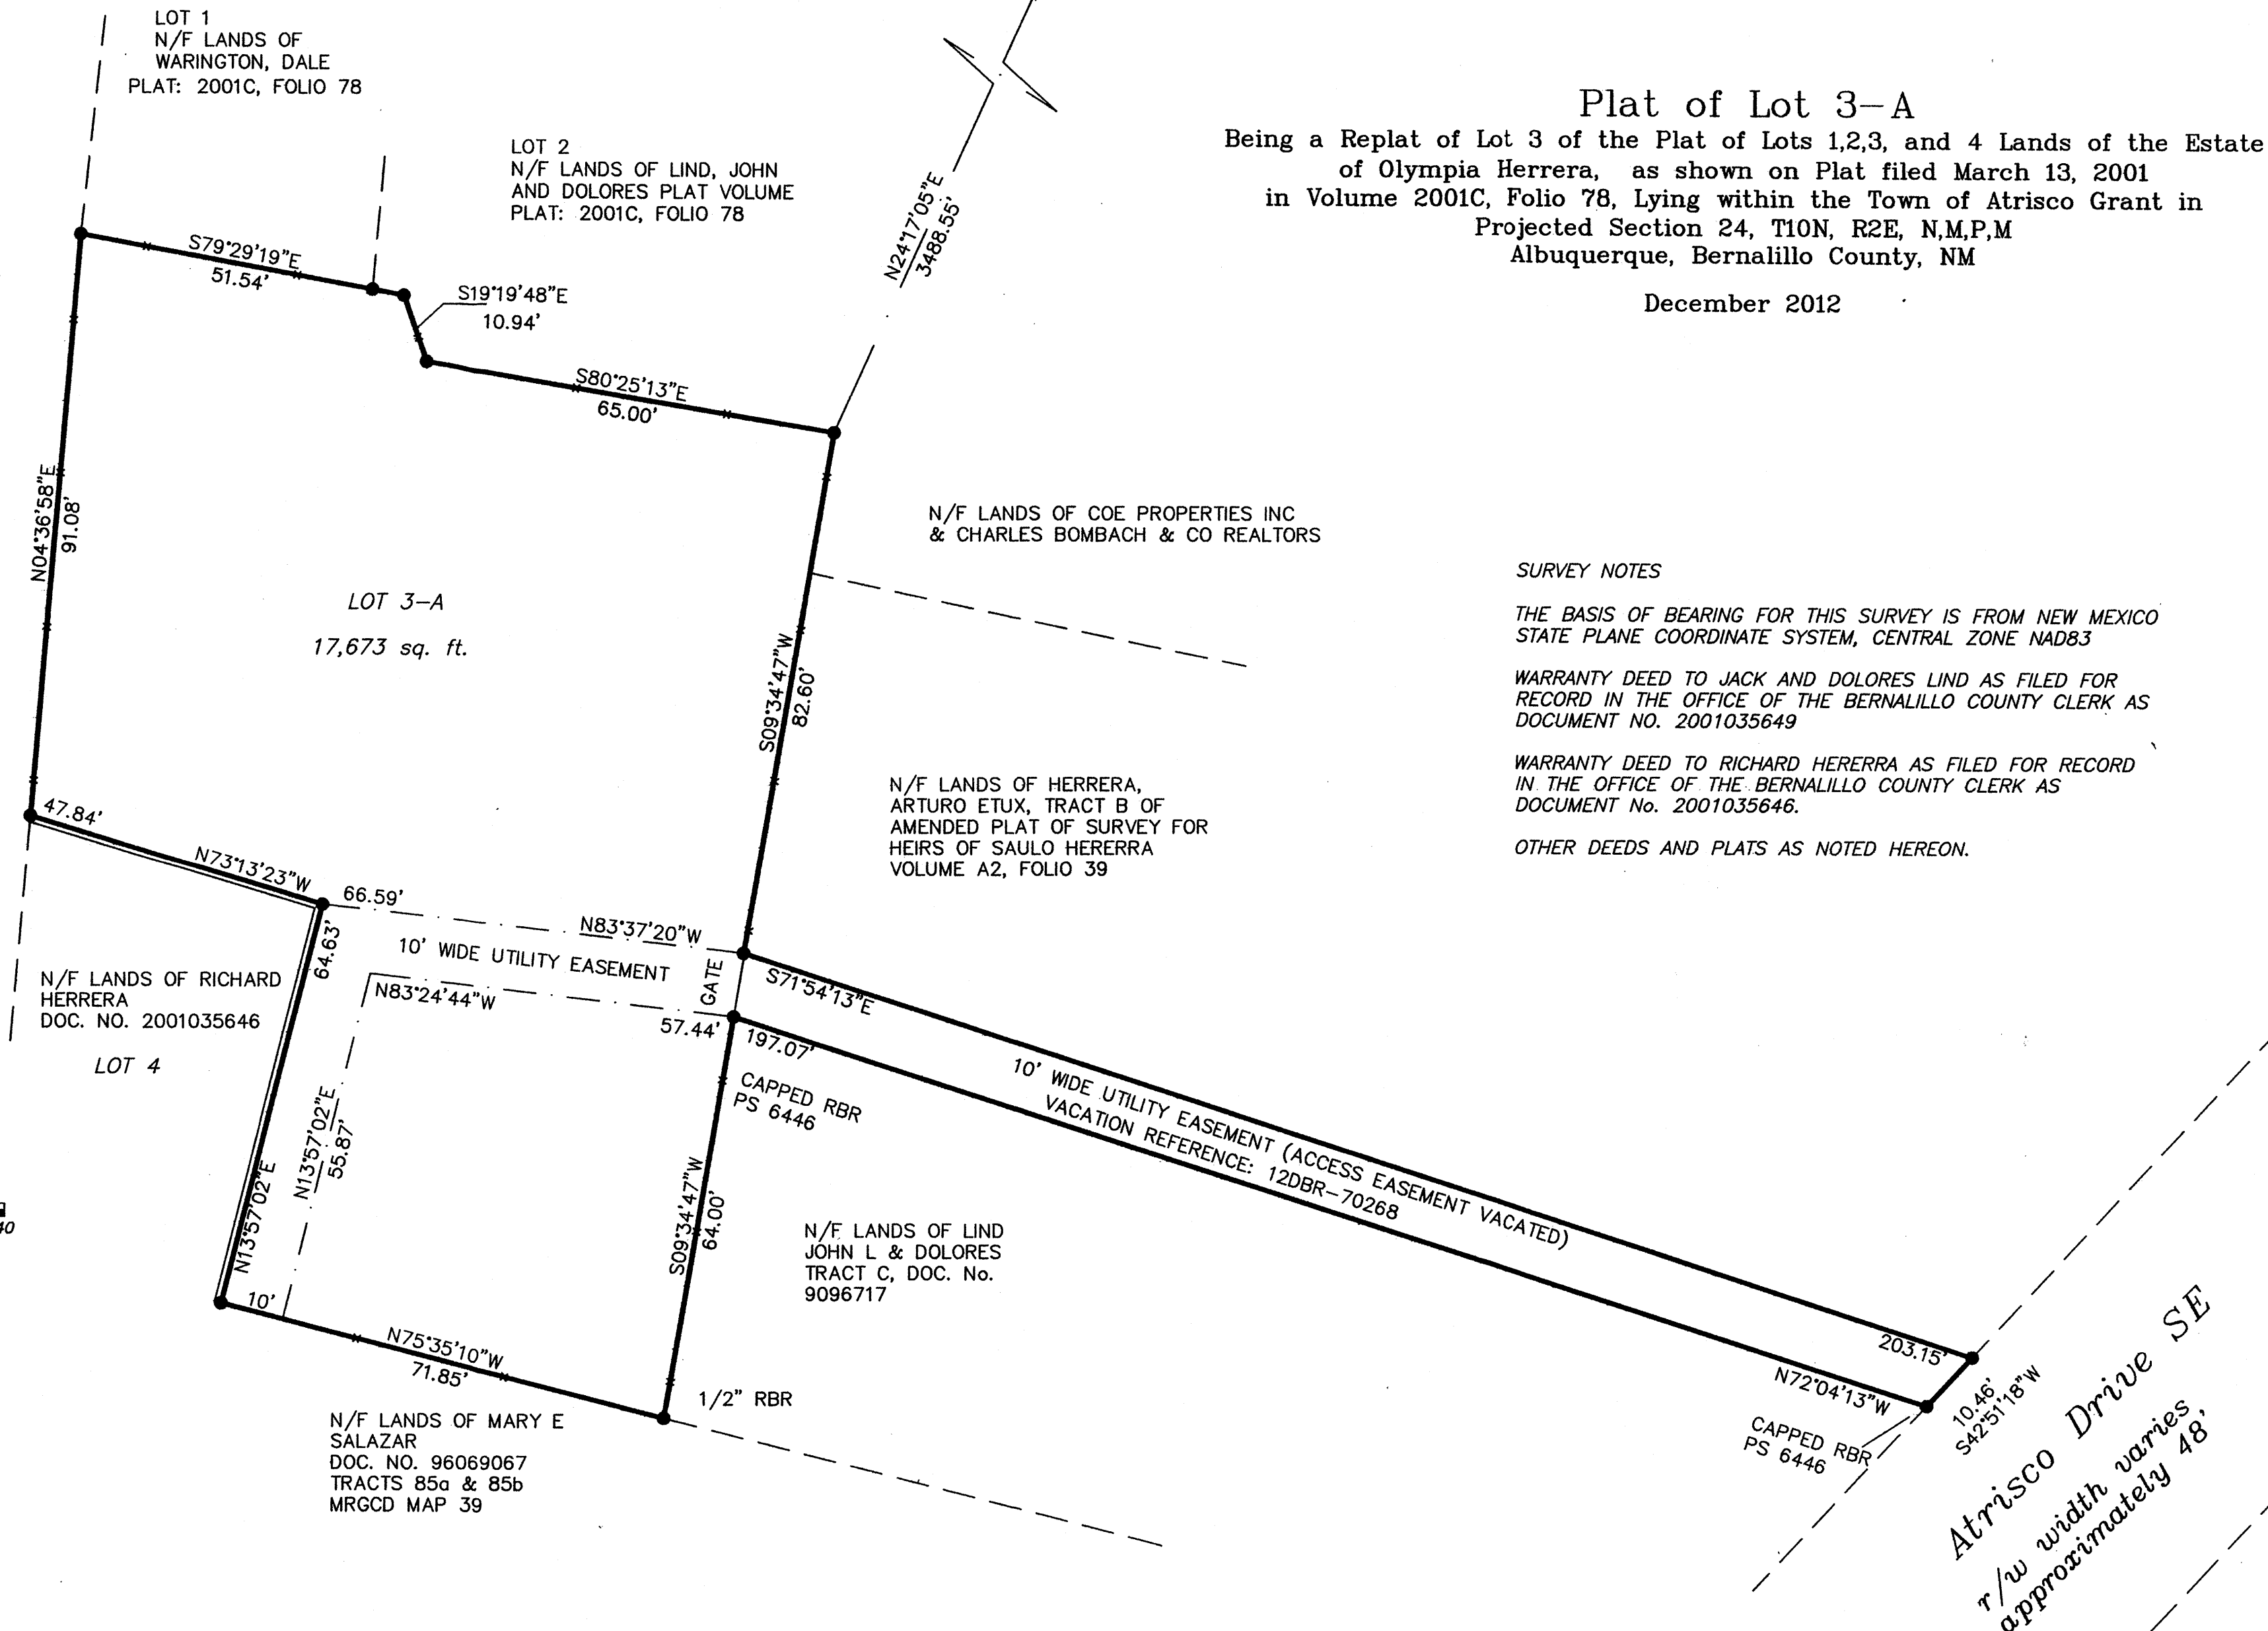 LOT 1
N/F LANDS OF
WARINGTON, DALE
PLAT: 2001C, FOLIO 78
LOT 2
N/F LANDS OF LIND, JOHN
AND DOLORES PLAT VOLUME
PLAT: 2001C, FOLIO 78
N24°17'05"E
3488.55'
Plat of Lot 3-A
Being a Replat of Lot 3 of the Plat of Lots 1,2,3, and 4 Lands of the Estate
of Olympia Herrera, as shown on Plat filed March 13, 2001
in Volume 2001C, Folio 78, Lying within the Town of Atrisco Grant in
Projected Section 24, T10N, R2E, N,M,P,M
Albuquerque, Bernalillo County, NM
December 2012
S79°29'19"E
51.54'
S19°19'48"E
10.94'
S80°25'13"E
65.00'
N04°36'58"E
91.08'
LOT 3-A
17,673 sq. ft.
S09°34'47"W
82.60'
N/F LANDS OF COE PROPERTIES INC
& CHARLES BOMBACH & CO REALTORS
SURVEY NOTES
THE BASIS OF BEARING FOR THIS SURVEY IS FROM NEW MEXICO
STATE PLANE COORDINATE SYSTEM, CENTRAL ZONE NAD83
WARRANTY DEED TO JACK AND DOLORES LIND AS FILED FOR
RECORD IN THE OFFICE OF THE BERNALILLO COUNTY CLERK AS
DOCUMENT NO. 2001035649
WARRANTY DEED TO RICHARD HERERRA AS FILED FOR RECORD
IN THE OFFICE OF THE BERNALILLO COUNTY CLERK AS
DOCUMENT No. 2001035646.
OTHER DEEDS AND PLATS AS NOTED HEREON.
N/F LANDS OF HERRERA,
ARTURO ETUX, TRACT B OF
AMENDED PLAT OF SURVEY FOR
HEIRS OF SAULO HERERRA
VOLUME A2, FOLIO 39
47.84'
N73°13'23"W
66.59'
N83°37'20"W
10' WIDE UTILITY EASEMENT
GATE
N83°24'44"W
57.44'
64.63'
N13°57'02"E
N13°57'02"E
55.87'
N/F LANDS OF RICHARD
HERRERA
DOC. NO. 2001035646
LOT 4
S71°54'13"E
197.07'
CAPPED RBR
PS 6446
10' WIDE UTILITY EASEMENT (ACCESS EASEMENT VACATED)
VACATION REFERENCE: 12DBR-70268
S09°34'47"W
64.00'
N/F LANDS OF LIND
JOHN L & DOLORES
TRACT C, DOC. No.
9096717
10'
N75°35'10"W
71.85'
1/2" RBR
N/F LANDS OF MARY E
SALAZAR
DOC. NO. 96069067
TRACTS 85a & 85b
MRGCD MAP 39
203.15'
N72°04'13"W
CAPPED RBR
PS 6446
10.46'
S42°51'18"W
Atrisco Drive SE
r/w width varies
approximately 48'